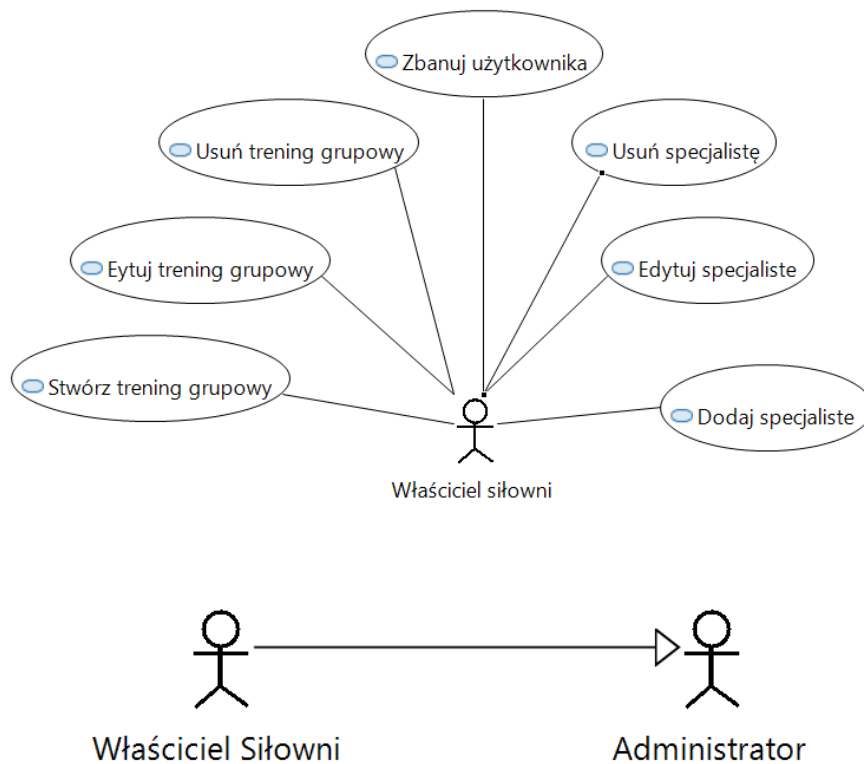 Zbanuj użytkownika
Usuń trening grupowy
Usuń specjalistę
Eytuj trening grupowy
Edytuj specjaliste
Stwórz trening grupowy
Dodaj specjaliste
Właściciel siłowni
Właściciel Siłowni
Administrator